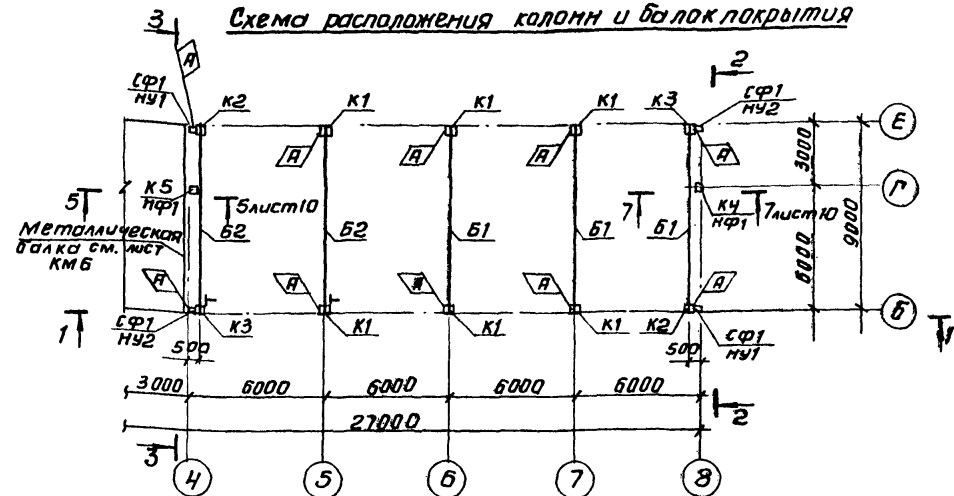 Схема расположения колонн и балок покрытия
3
А
2
СФ1
НУ1
К2
К1
К1
К1
К3
СФ1
НУ2
Е
А
А
А
А
3000
К5
НФ1
5
5 лист 10
7
К4
НФ1
7 лист 10
Г
9000
Металлическая
балка см. лист
КМ6
Б2
Б2
Б1
Б1
Б1
6000
А
А
А
А
Б
1
СФ1
НУ2
К3
К1
К1
К1
К2
СФ1
НУ1
1
500
500
3000
6000
6000
6000
6000
2
27000
3
4
5
6
7
8